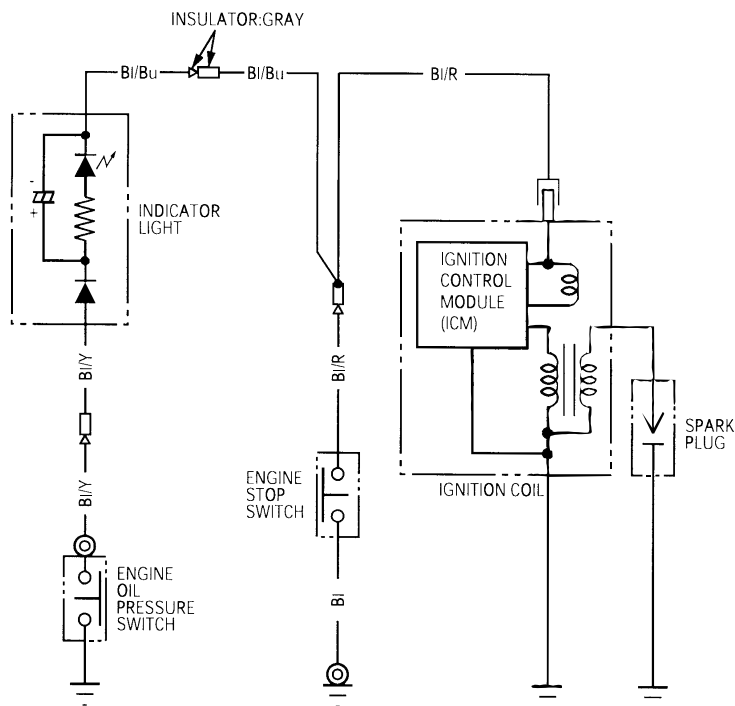 INSULATOR:GRAY
Bl/Bu
Bl/Bu
Bl/R
-
+
INDICATOR
LIGHT
IGNITION
CONTROL
MODULE
(ICM)
Bl/Y
Bl/R
SPARK
PLUG
ENGINE
STOP
SWITCH
IGNITION COIL
Bl/Y
ENGINE
OIL
PRESSURE
SWITCH
Bl